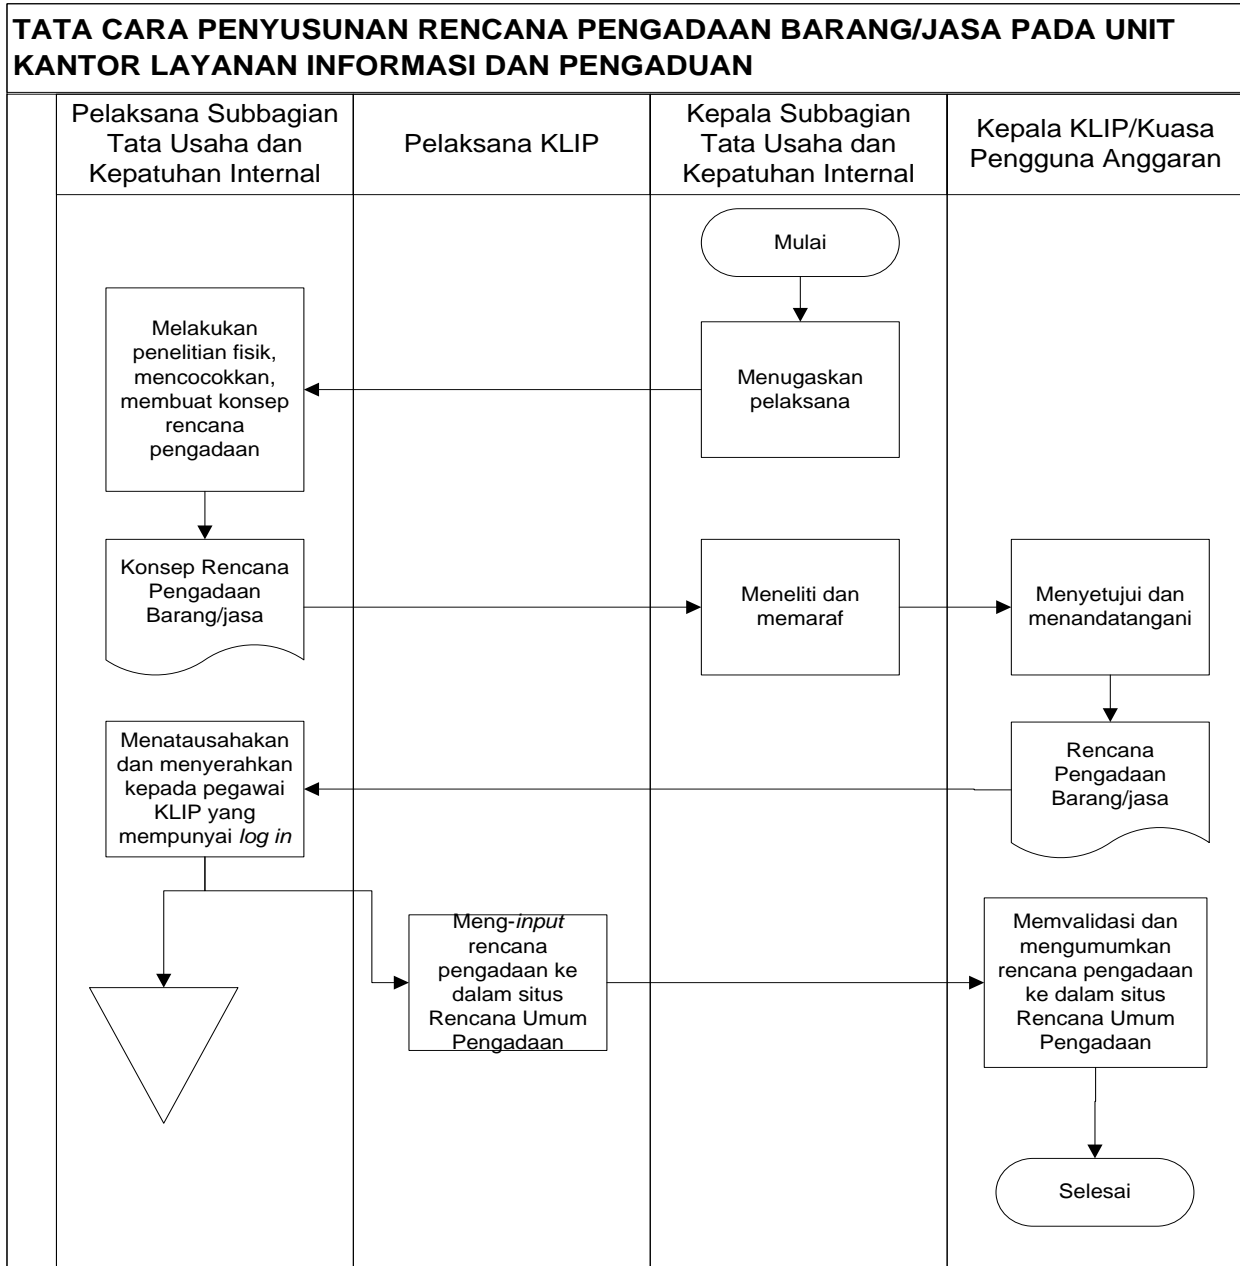 TATA CARA PENYUSUNAN RENCANA PENGADAAN BARANG/JASA PADA UNIT
KANTOR LAYANAN INFORMASI DAN PENGADUAN
Pelaksana Subbagian
Tata Usaha dan
Kepatuhan Internal
Pelaksana KLIP
Kepala Subbagian
Tata Usaha dan
Kepatuhan Internal
Kepala KLIP/Kuasa
Pengguna Anggaran
Mulai
Menugaskan
pelaksana
Melakukan
penelitian fisik,
mencocokkan,
membuat konsep
rencana
pengadaan
Konsep Rencana
Pengadaan
Barang/jasa
Meneliti dan
memaraf
Menyetujui dan
menandatangani
Rencana
Pengadaan
Barang/jasa
Menatausahakan
dan menyerahkan
kepada pegawai
KLIP yang
mempunyai log in
Meng-input
rencana
pengadaan ke
dalam situs
Rencana Umum
Pengadaan
Memvalidasi dan
mengumumkan
rencana pengadaan
ke dalam situs
Rencana Umum
Pengadaan
Selesai